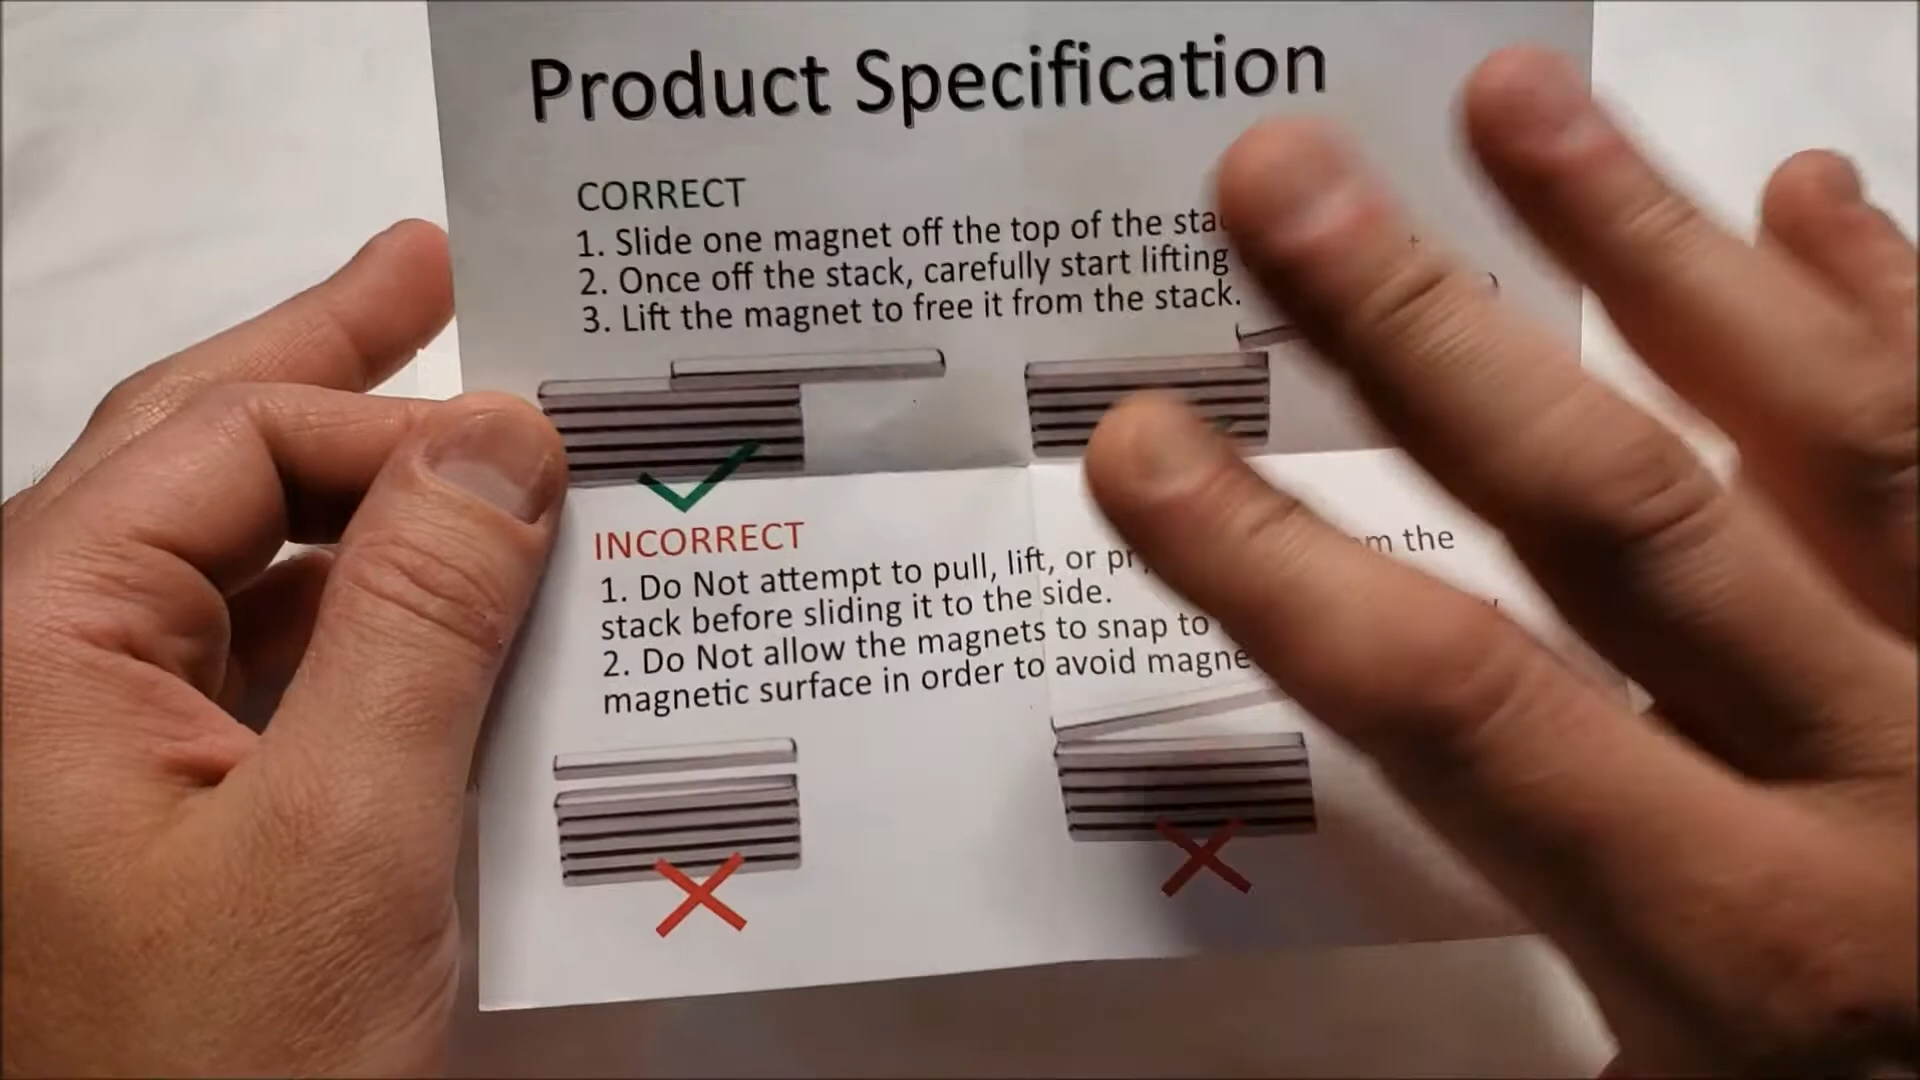 Product Specification
CORRECT
1. Slide one magnet off the top of the
2. Once off the stack, carefully start lifting
3. Lift the magnet to free it from the stack.
INCORRECT
1. Do Not attempt to pull, lift, or the
stack before sliding it to the side.
2. Do Not allow the magnets to snap to
magnetic surface in order to avoid